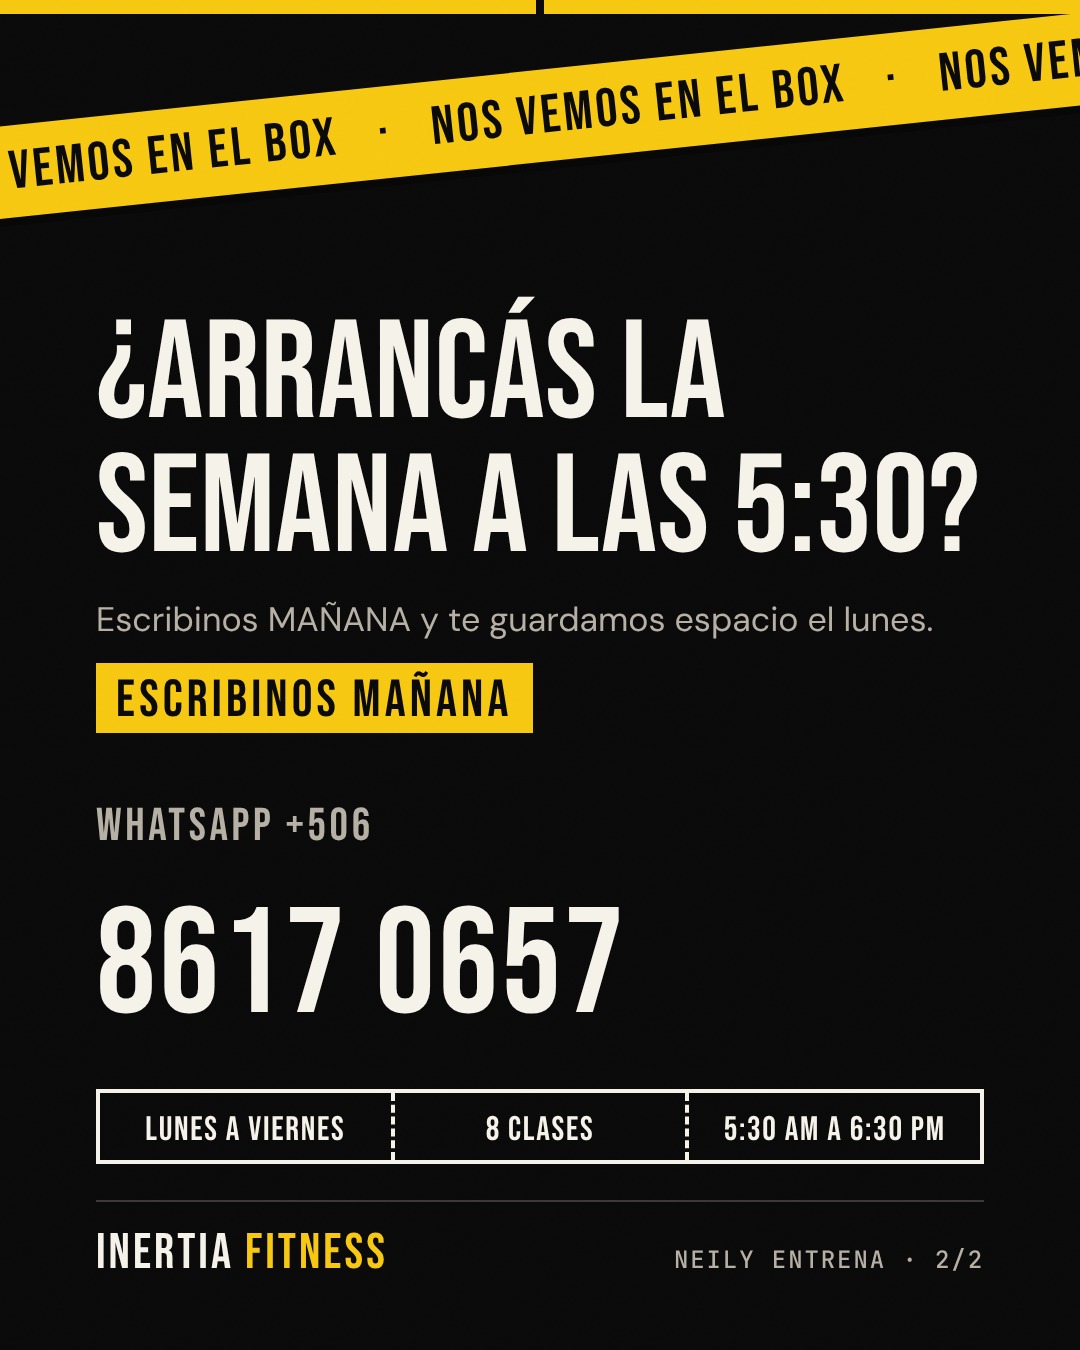 VEMOS EN EL BOX · NOS VEMOS EN EL BOX · NOS
¿ARRANCÁS LA
SEMANA A LAS 5:30?
Escribinos MAÑANA y te guardamos espacio el lunes.
ESCRIBINOS MAÑANA
WHATSAPP +506
8617 0657
LUNES A VIERNES
8 CLASES
5:30 AM A 6:30 PM
INERTIA FITNESS
NEILY ENTRENA · 2/2